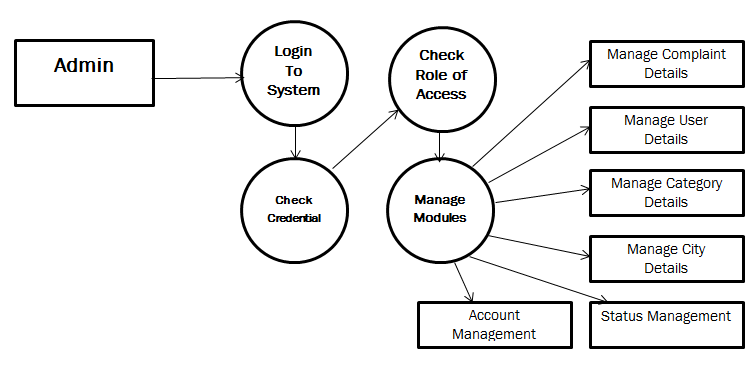 Admin
Login
To
System
Check
Role of
Access
Check
Credential
Manage
Modules
Manage Complaint
Details
Manage User
Details
Manage Category
Details
Manage City
Details
Account
Management
Status Management